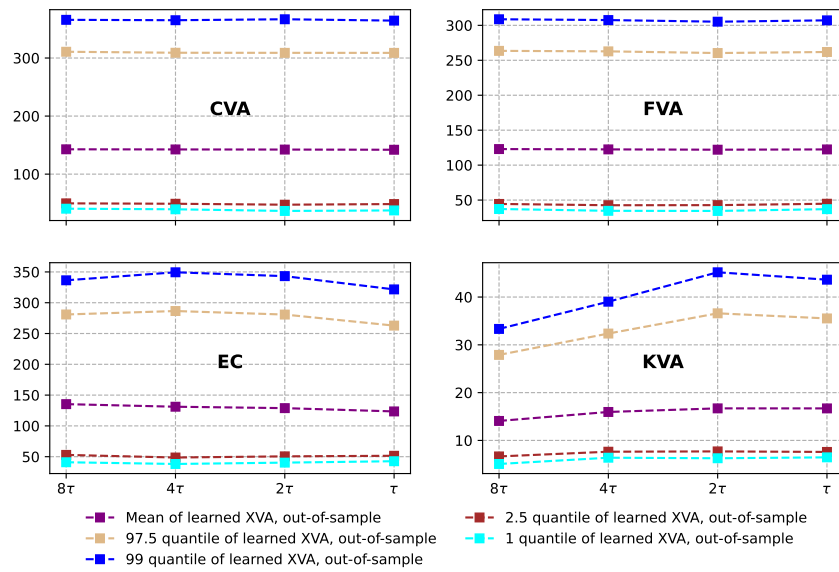 300
200
100
CVA
300
250
200
150
100
50
FVA
350
300
250
200
150
100
50
EC
8τ 4τ 2τ τ
40
30
20
10
KVA
8τ 4τ 2τ τ
Mean of learned XVA, out-of-sample
97.5 quantile of learned XVA, out-of-sample
99 quantile of learned XVA, out-of-sample
2.5 quantile of learned XVA, out-of-sample
1 quantile of learned XVA, out-of-sample